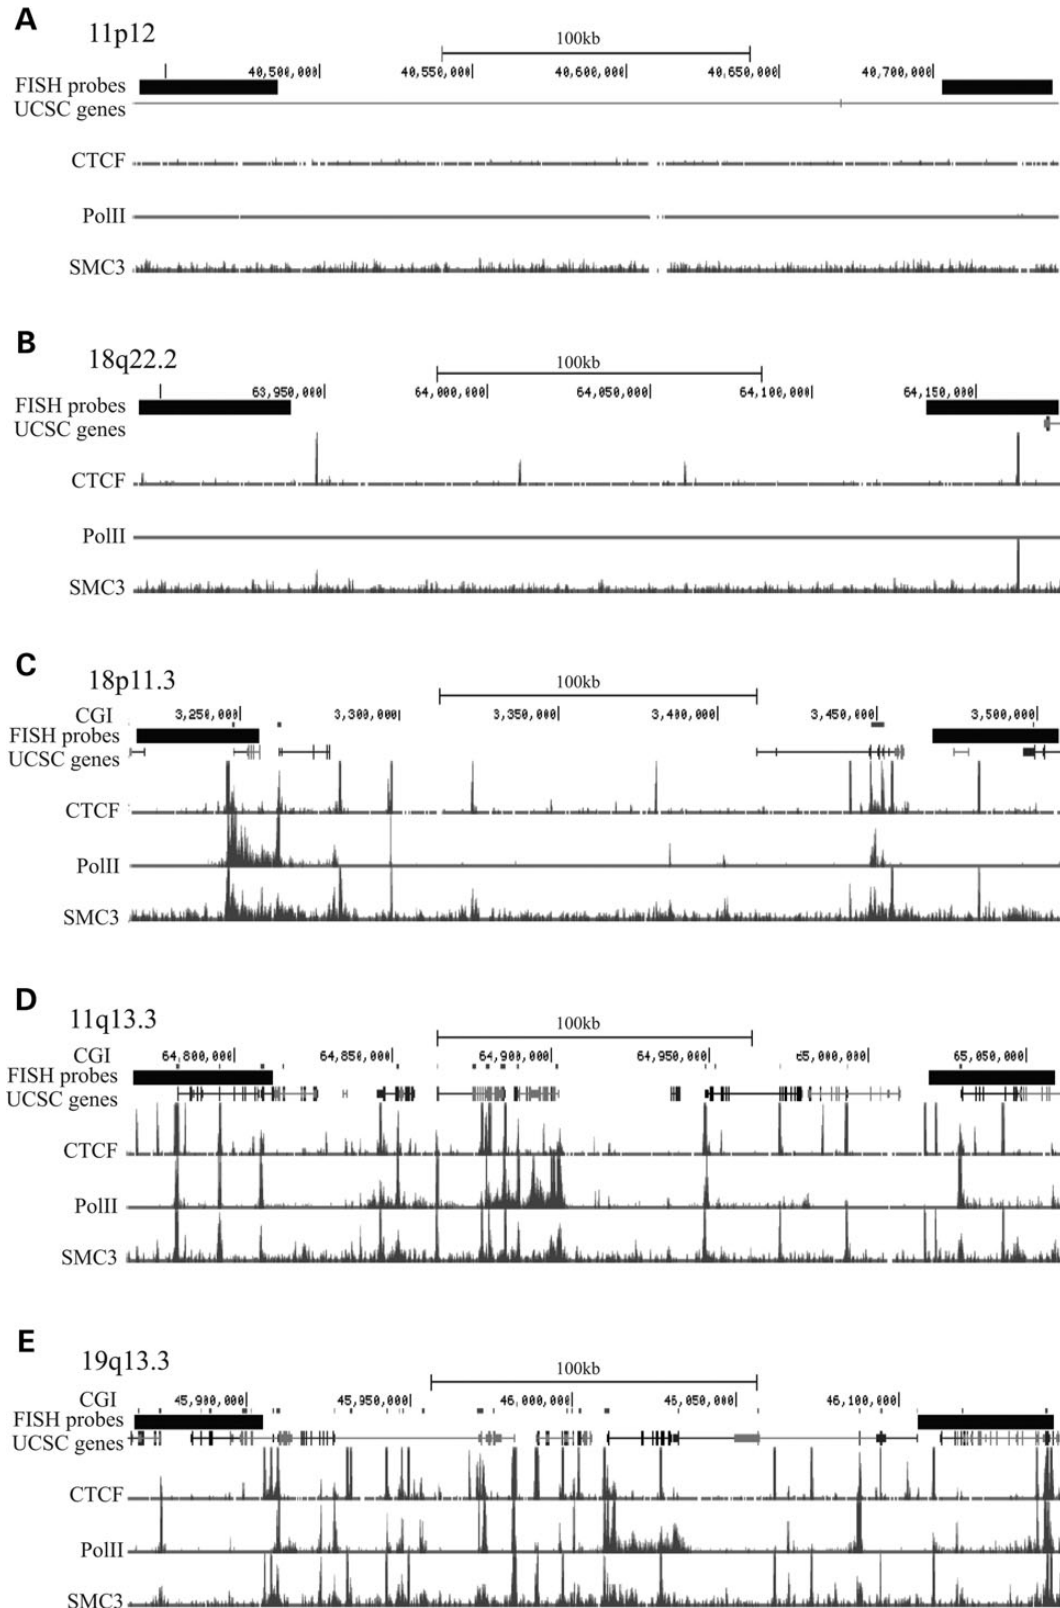 A
11p12
100kb
40,500,000| 40,550,000| 40,600,000| 40,650,000| 40,700,000|
FISH probes
UCSC genes
CTCF
PolII
SMC3
B
18q22.2
100kb
63,950,000| 64,000,000| 64,050,000| 64,100,000| 64,150,000|
FISH probes
UCSC genes
CTCF
PolII
SMC3
C
18p11.3
100kb
CGI 3,250,000| 3,300,000| 3,350,000| 3,400,000| 3,450,000| 3,500,000|
FISH probes
UCSC genes
CTCF
PolII
SMC3
D
11q13.3
100kb
CGI 64,800,000| 64,850,000| 64,900,000| 64,950,000| 65,000,000| 65,050,000|
FISH probes
UCSC genes
CTCF
PolII
SMC3
E
19q13.3
100kb
CGI 45,900,000| 45,950,000| 46,000,000| 46,050,000| 46,100,000|
FISH probes
UCSC genes
CTCF
PolII
SMC3